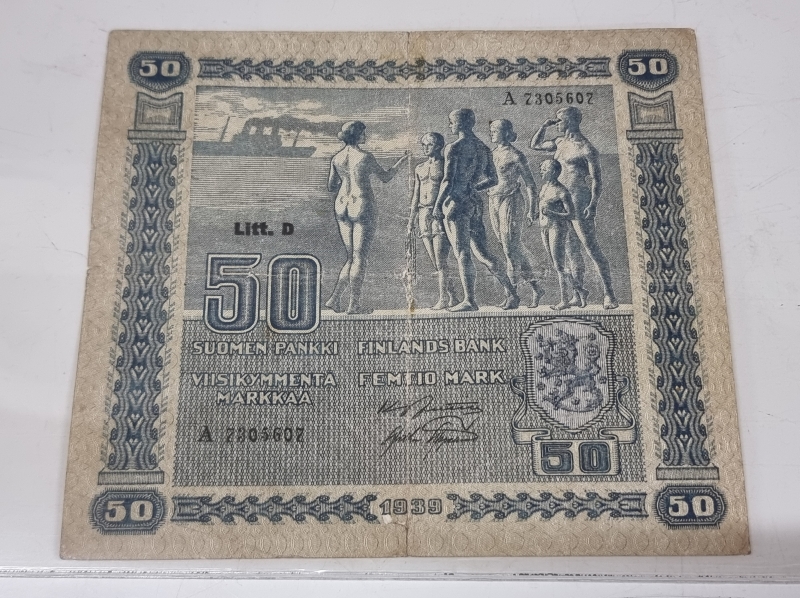 50 50
A 7305607
Litt. D
50
SUOMEN PANKKI FINLANDS BANK
VIISIKYMMENTÄ FEMTIO MARK
MARKKAA
A 7305607
50
50 1939 50